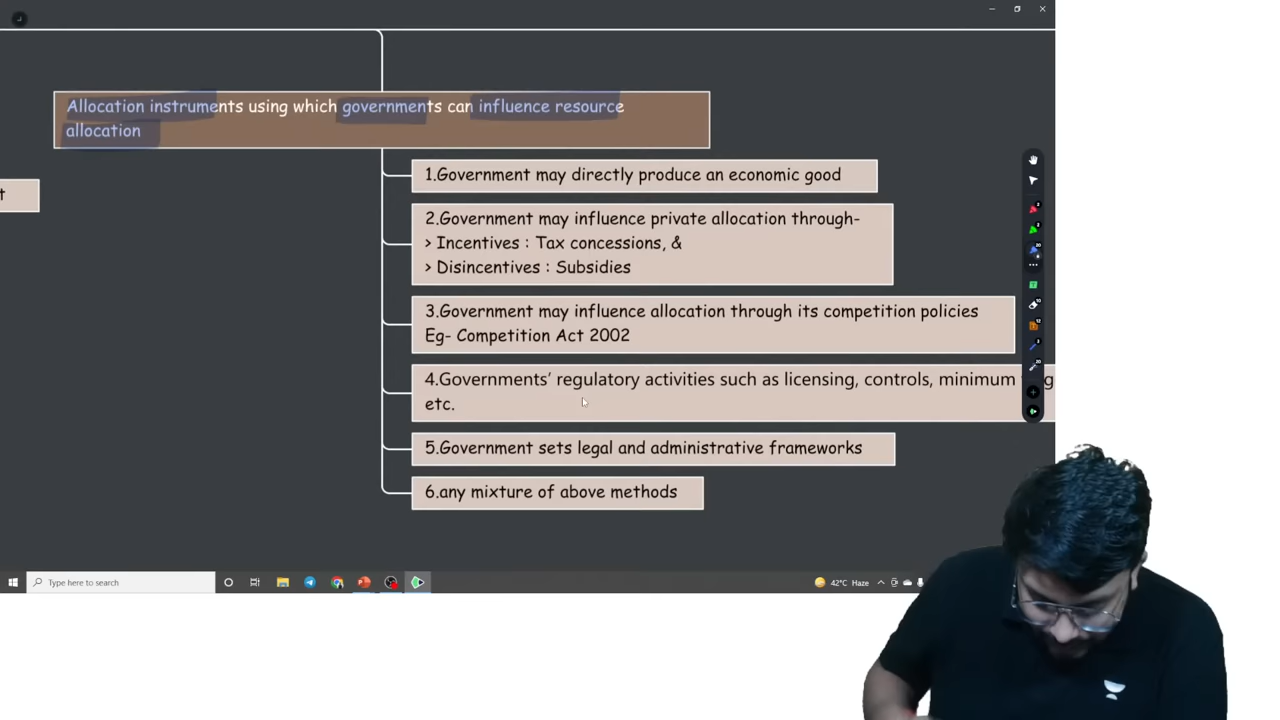 Allocation instruments using which governments can influence resource
allocation
t
1.Government may directly produce an economic good
2.Government may influence private allocation through-
> Incentives : Tax concessions, &
> Disincentives : Subsidies
3.Government may influence allocation through its competition policies
Eg- Competition Act 2002
4.Governments' regulatory activities such as licensing, controls, minimum
etc.
5.Government sets legal and administrative frameworks
6.any mixture of above methods
Type here to search
42°C Haze